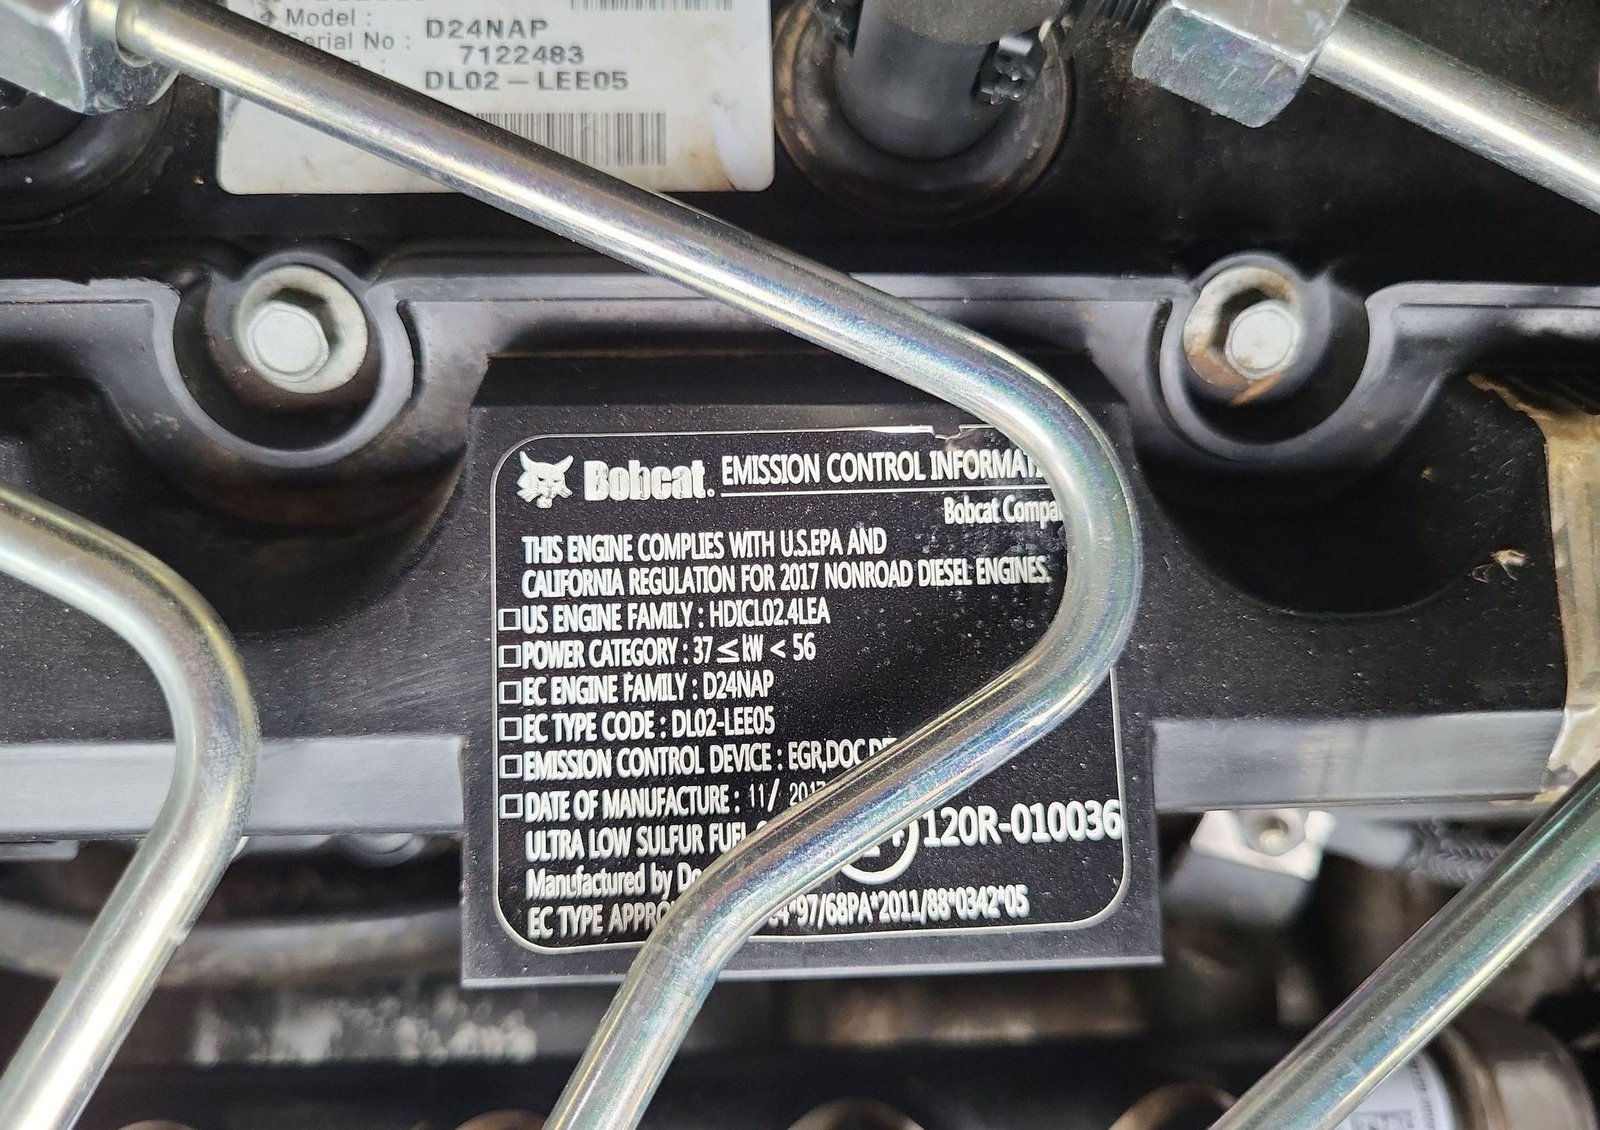 Model :
D24NAP
Serial No :
7122483
DL02-LEE05
Bobcat. EMISSION CONTROL
Bobcat
THIS ENGINE COMPLIES WITH U.S.EPA AND
CALIFORNIA REGULATION FOR 2017 NONROAD DIESEL ENGINES.
□US ENGINE FAMILY : HDICL02.4LEA
□POWER CATEGORY : 37 ≤ kW < 56
□EC ENGINE FAMILY : D24NAP
□EC TYPE CODE : DL02-LEE05
□EMISSION CONTROL DEVICE : EGR,DOC
□DATE OF MANUFACTURE : 11/ 2017
ULTRA LOW SULFUR FUEL
120R-010036
Manufactured by
EC TYPE
*97/68PA*2011/88*0342*05